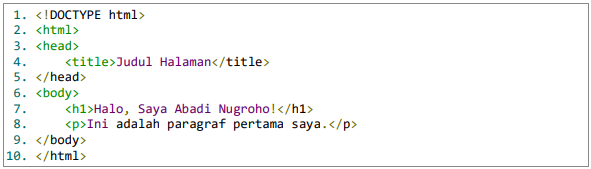 1. <!DOCTYPE html>
2. <html>
3. <head>
4.     <title>Judul Halaman</title>
5. </head>
6. <body>
7.     <h1>Halo, Saya Abadi Nugroho!</h1>
8.     <p>Ini adalah paragraf pertama saya.</p>
9. </body>
10. </html>